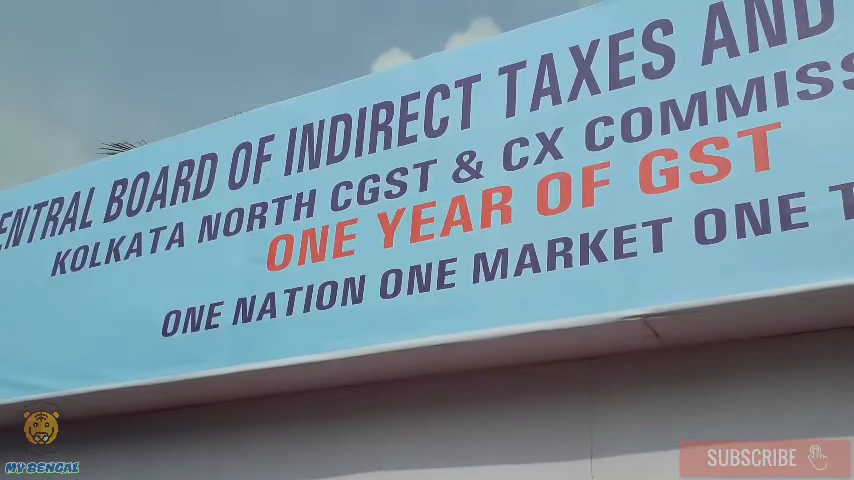 ENTRAL BOARD OF INDIRECT TAXES AND
KOLKATA NORTH CGST & CX COMMISS
ONE YEAR OF GST
ONE NATION ONE MARKET ONE T
MY BENGAL
SUBSCRIBE